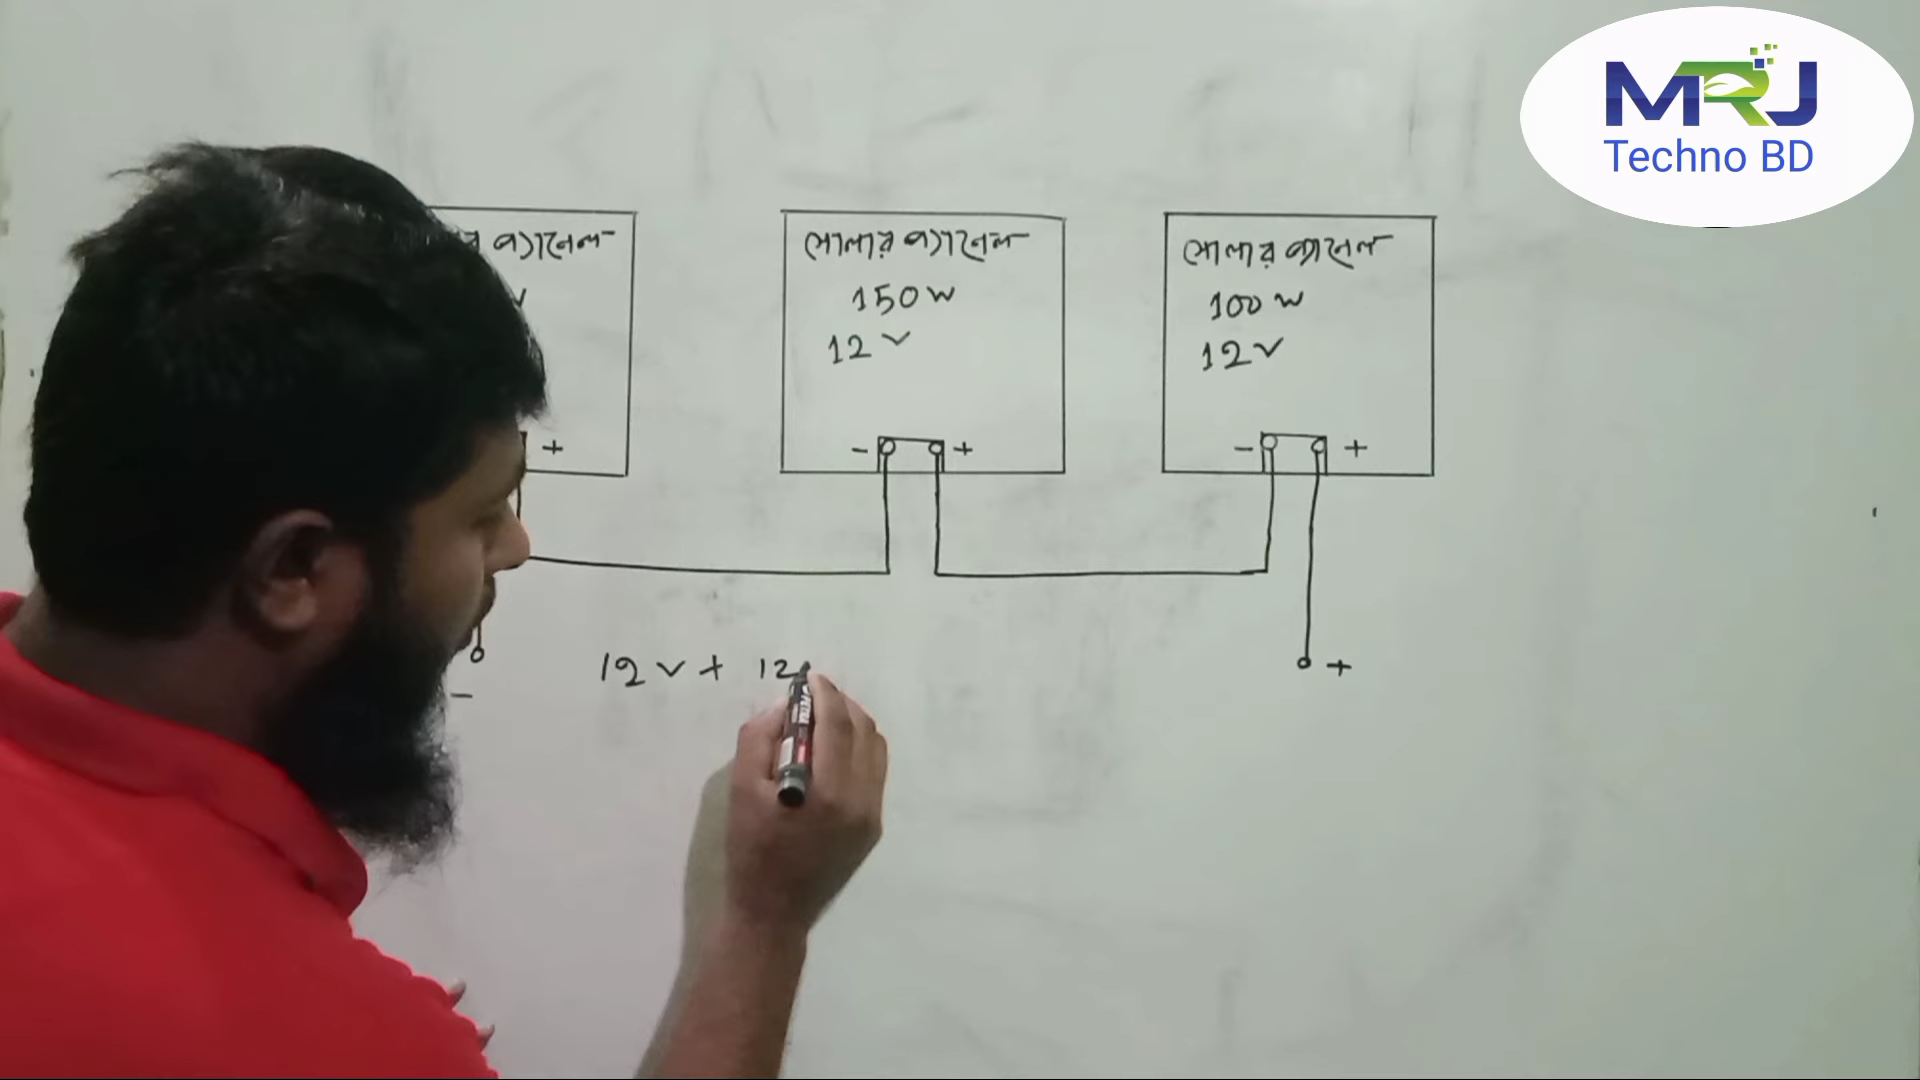 MRJ
Techno BD
প্যানেল
V
+
সোলার প্যানেল
150 W
12 V
- +
সোলার প্যানেল
100 W
12 V
- +
12 V + 12
-
+